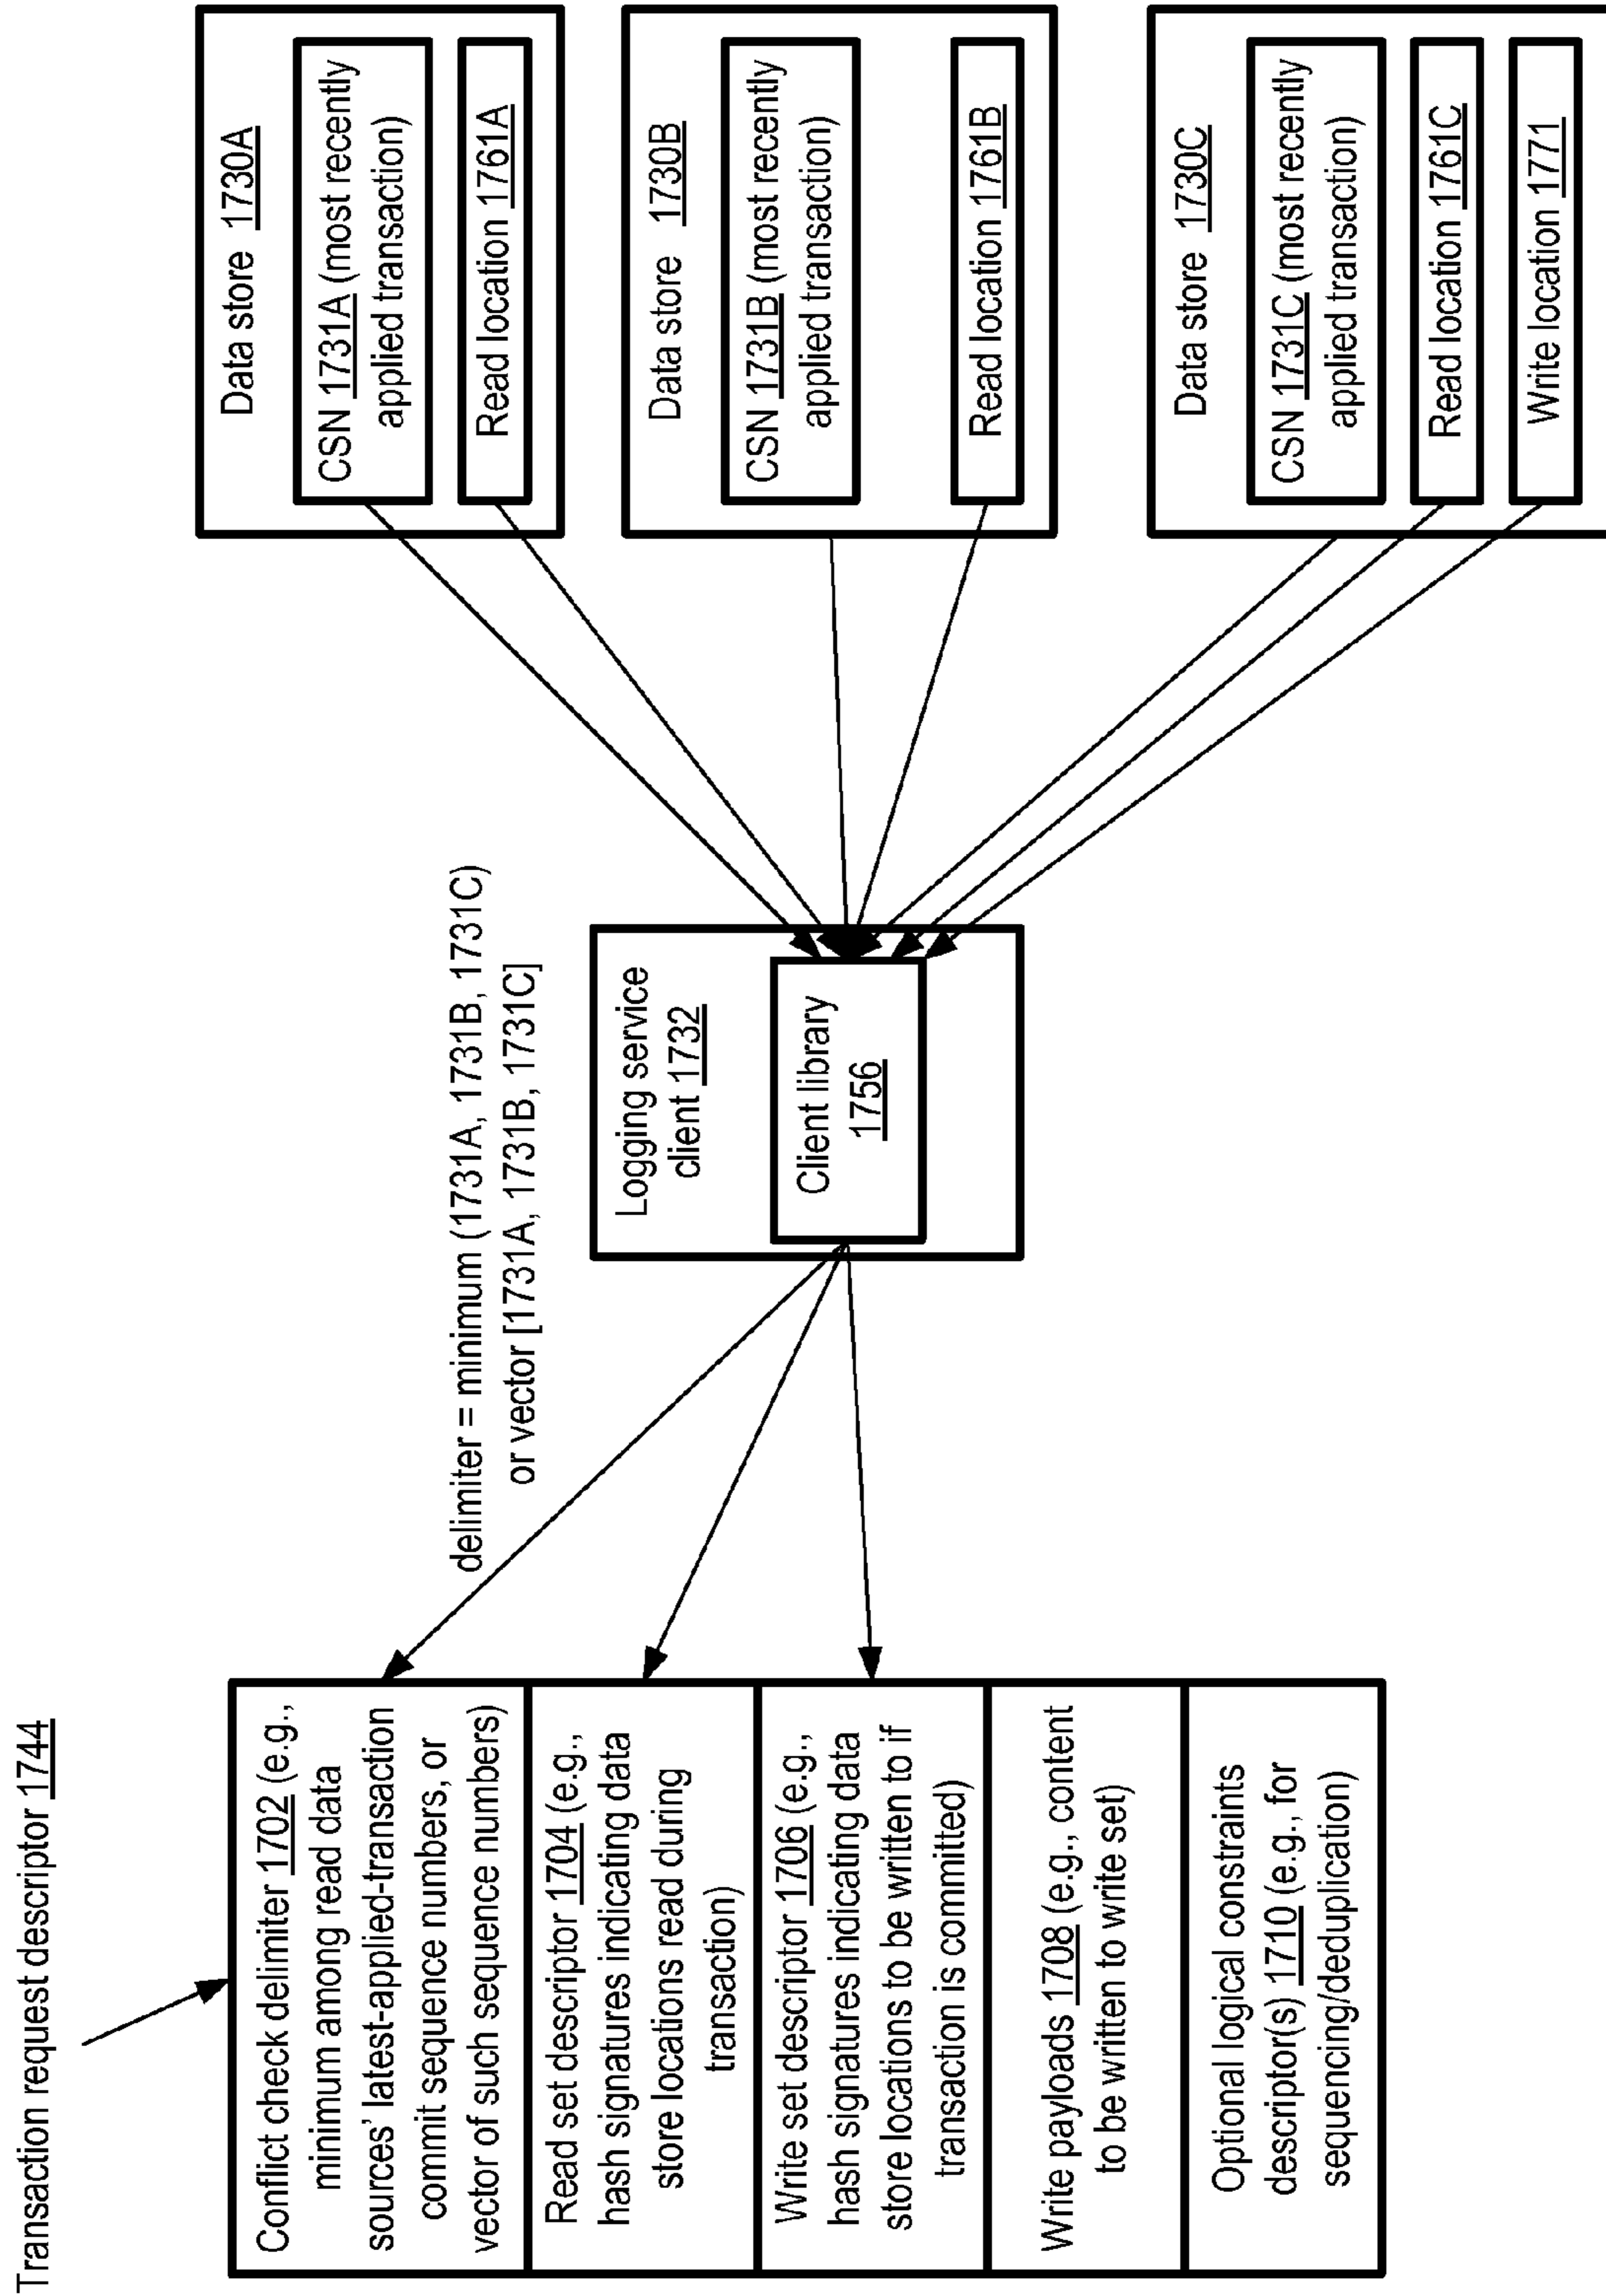 Transaction request descriptor 1744
Conflict check delimiter 1702 (e.g.,
minimum among read data
sources' latest-applied-transaction
commit sequence numbers, or
vector of such sequence numbers)
Read set descriptor 1704 (e.g.,
hash signatures indicating data
store locations read during
transaction)
Write set descriptor 1706 (e.g.,
hash signatures indicating data
store locations to be written to if
transaction is committed)
Write payloads 1708 (e.g., content
to be written to write set)
Optional logical constraints
descriptor(s) 1710 (e.g., for
sequencing/deduplication)
delimiter = minimum (1731A, 1731B, 1731C)
or vector [1731A, 1731B, 1731C]
Logging service
client 1732
Client library
1756
Data store 1730A
CSN 1731A (most recently
applied transaction)
Read location 1761A
Data store 1730B
CSN 1731B (most recently
applied transaction)
Read location 1761B
Data store 1730C
CSN 1731C (most recently
applied transaction)
Read location 1761C
Write location 1771